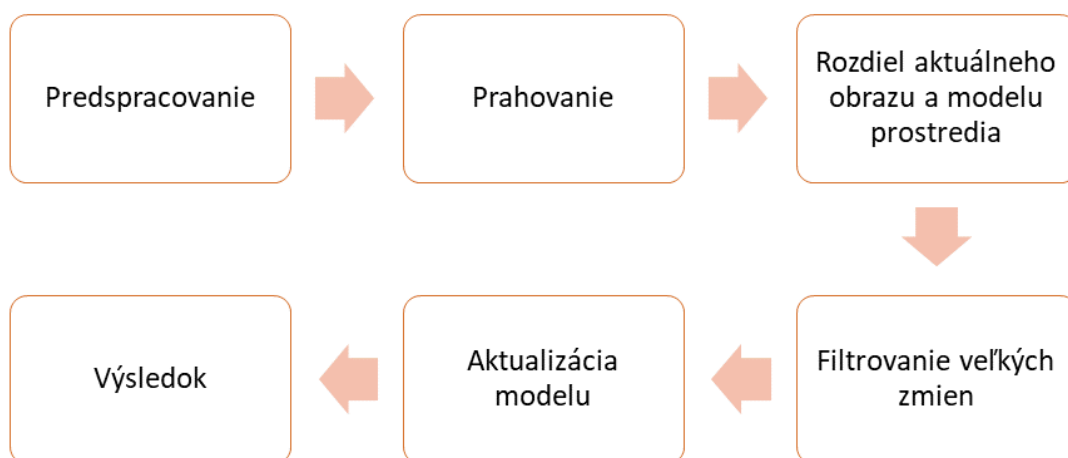 Predspracovanie
Prahovanie
Rozdiel aktuálneho
obrazu a modelu
prostredia
Filtrovanie veľkých
zmien
Aktualizácia
modelu
Výsledok